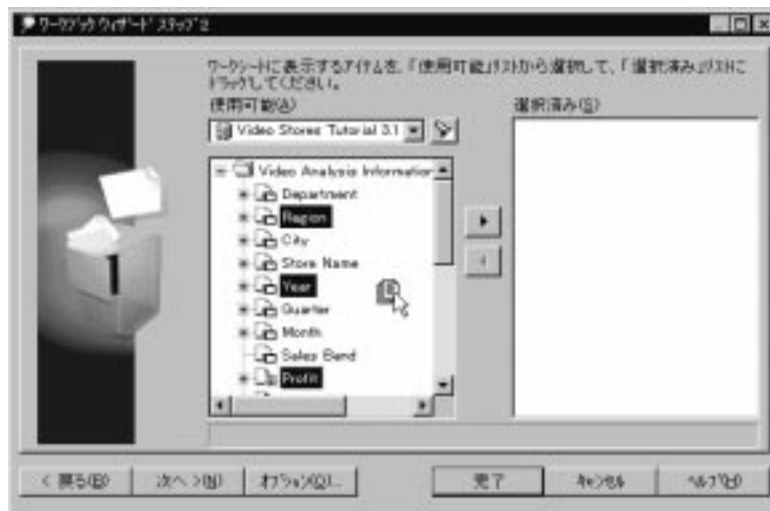 ワークブック ウィザード ステップ 2
ワークシートに表示するアイテムを、「使用可能」リストから選択して、「選択済み」リストに
ドラッグしてください。
使用可能(A)
選択済み(S)
Video Stores Tutorial 3.1
Video Analysis Information
Department
Region
City
Store Name
Year
Quarter
Month
Sales Band
Profit
< 戻る(B)
次へ >(N)
オプション(O)...
完了
キャンセル
ヘルプ(H)